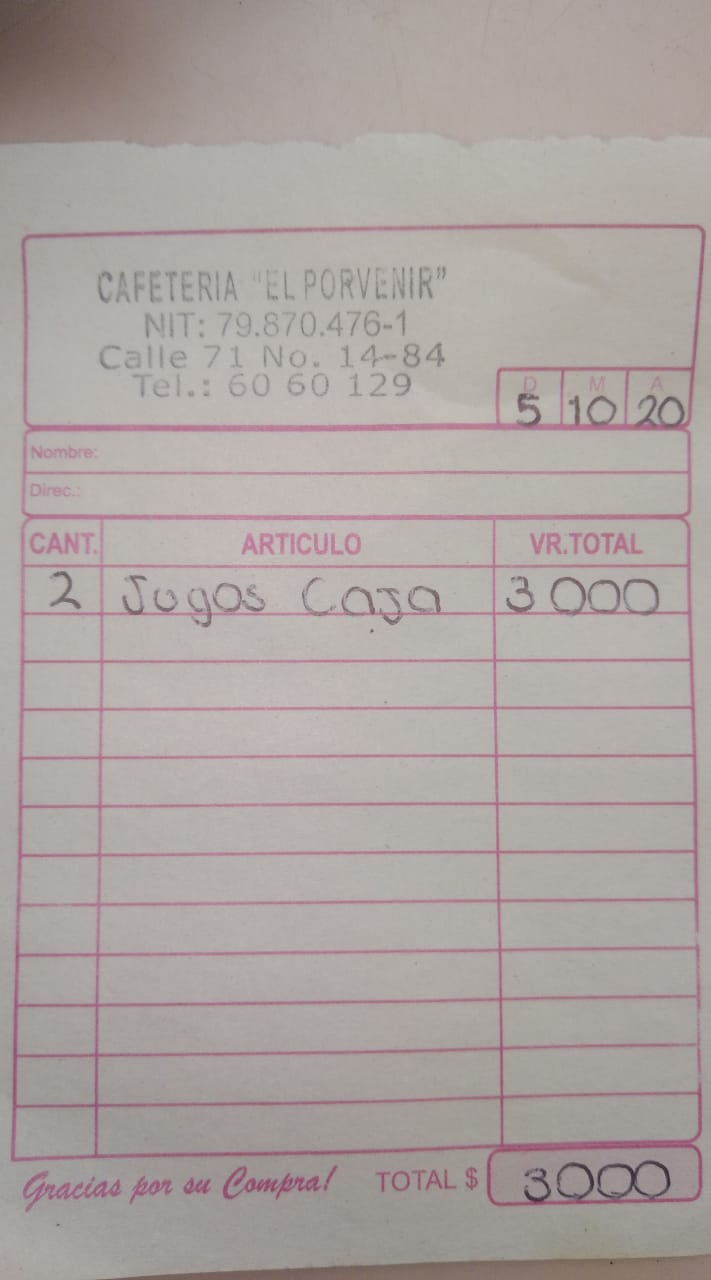 CAFETERIA "EL PORVENIR"
NIT: 79.870.476-1
Calle 71 No. 14-84
Tel.: 60 60 129
D M A
5 10 20
Nombre:
Direc.:
CANT. ARTICULO VR.TOTAL
2 Jugos Caja 3000
Gracias por su Compra! TOTAL $ 3000